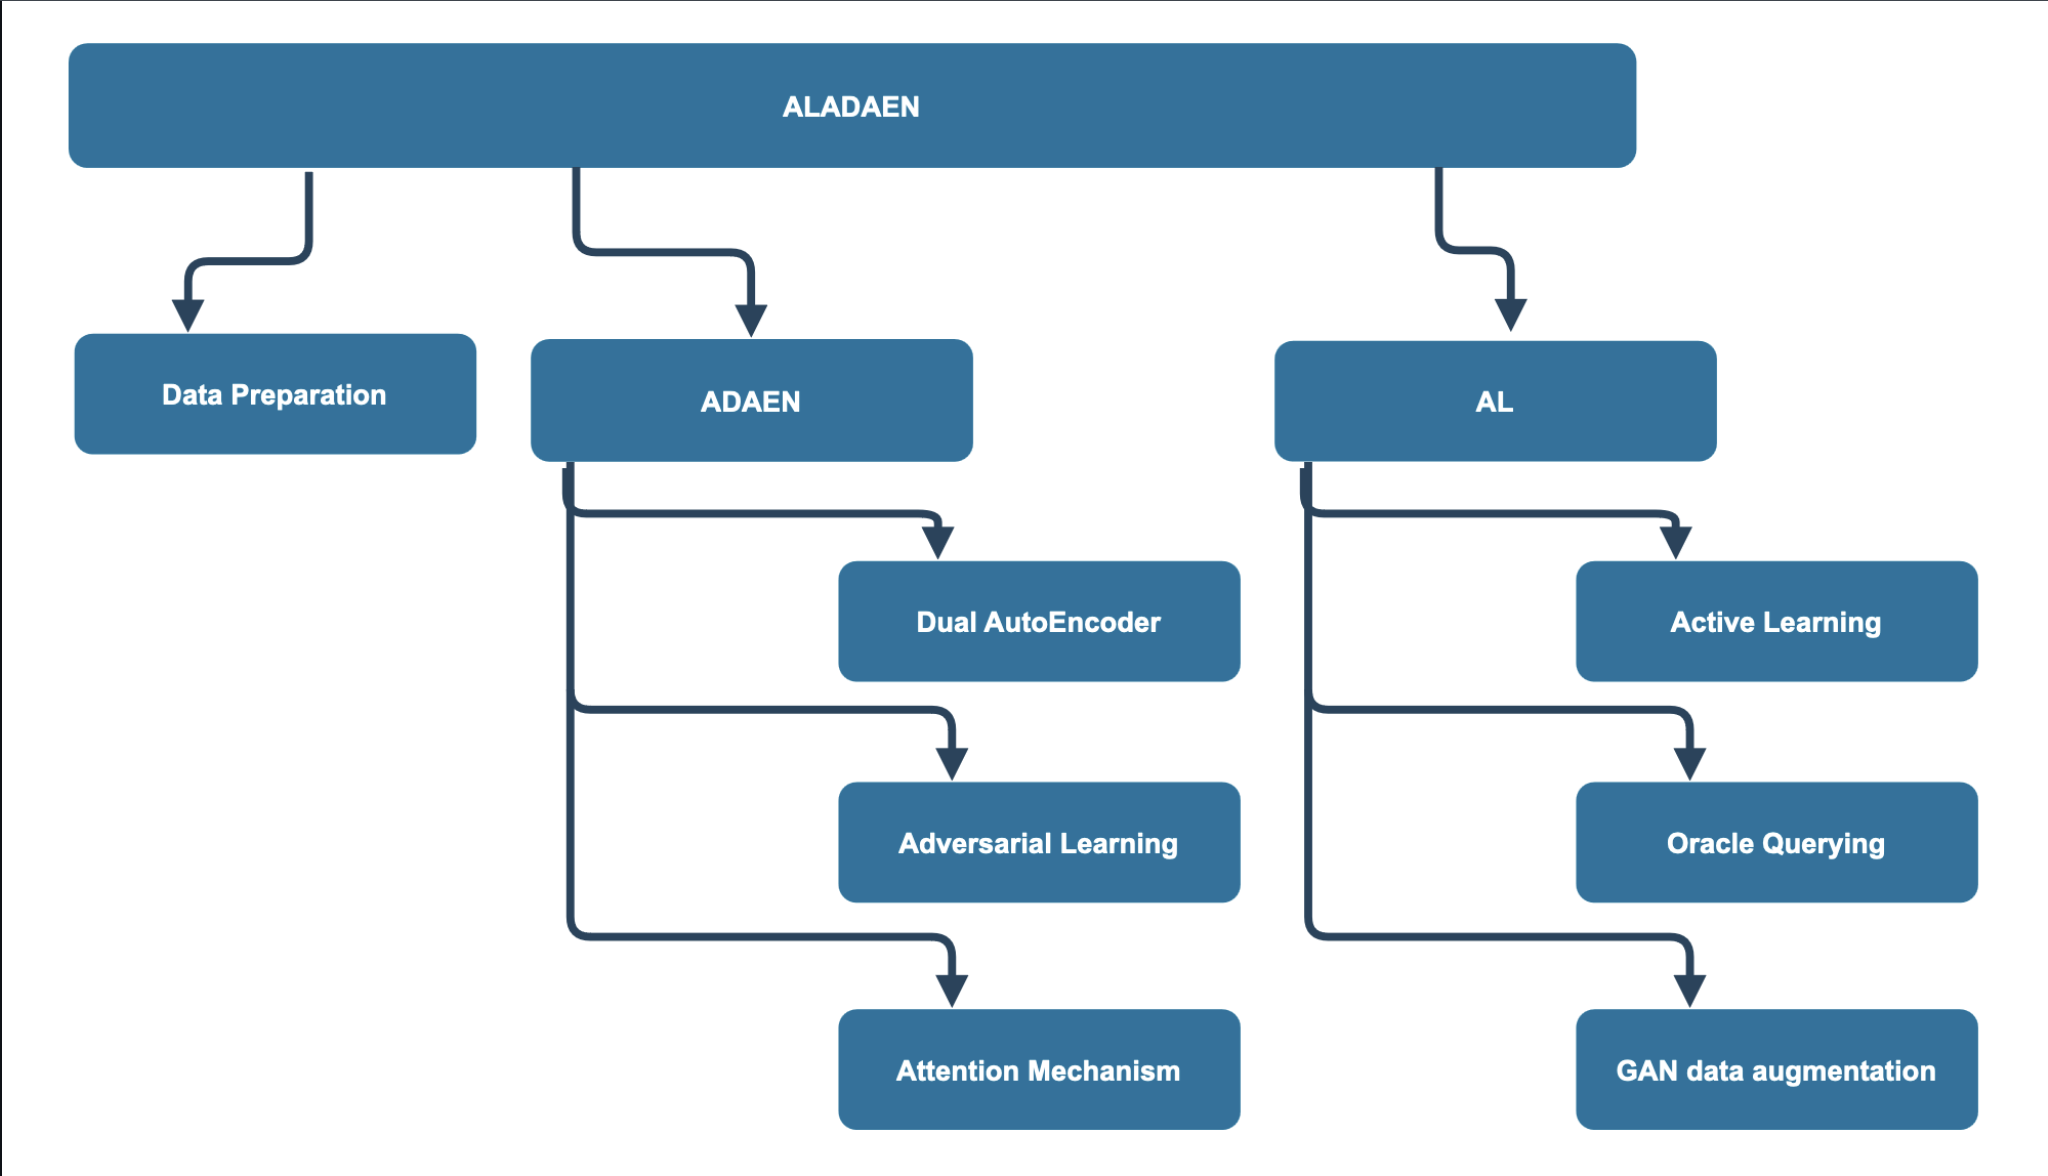 ALADAEN
Data Preparation
ADAEN
AL
Dual AutoEncoder
Active Learning
Adversarial Learning
Oracle Querying
Attention Mechanism
GAN data augmentation